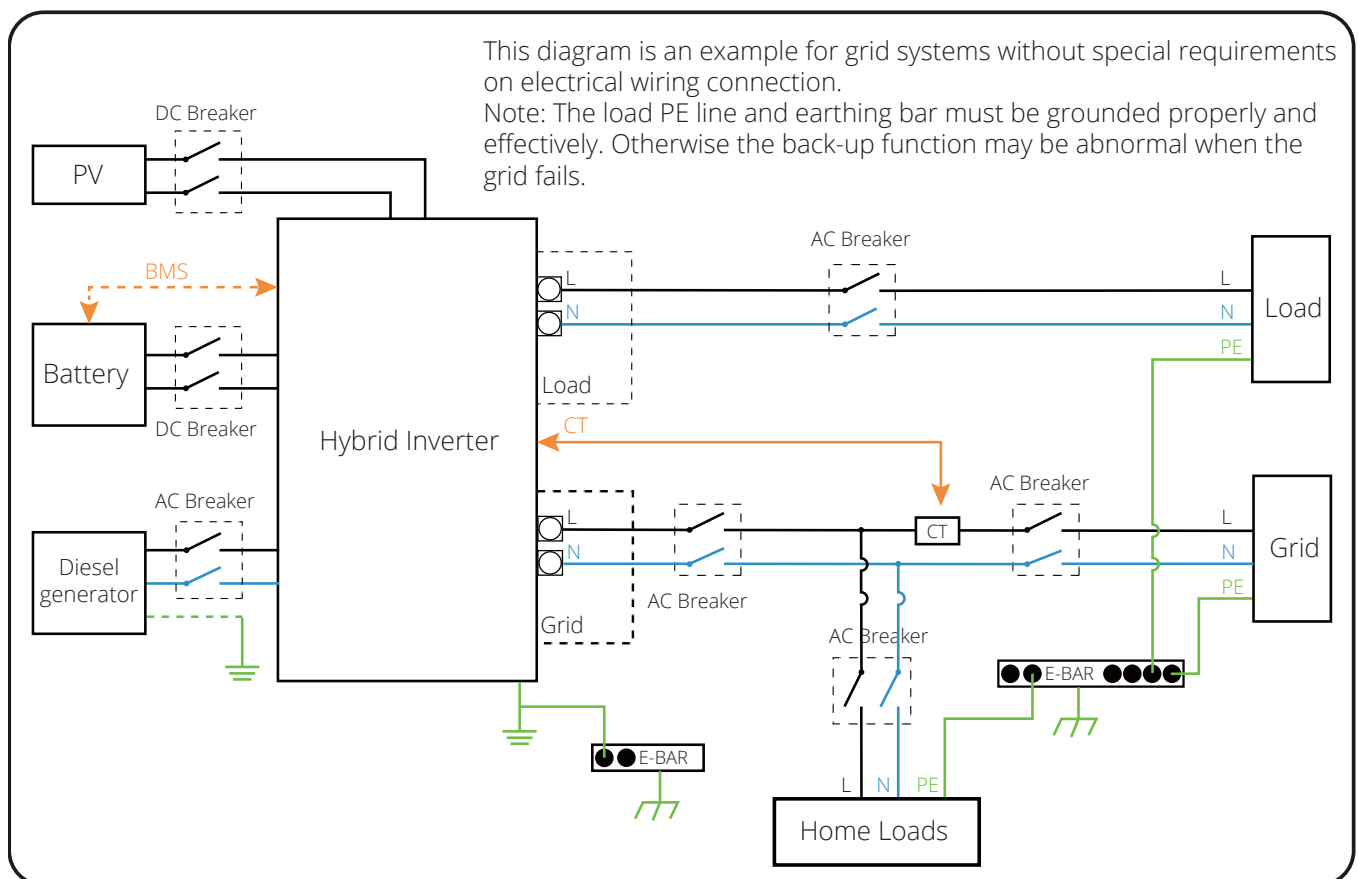 This diagram is an example for grid systems without special requirements
on electrical wiring connection.
Note: The load PE line and earthing bar must be grounded properly and
effectively. Otherwise the back-up function may be abnormal when the
grid fails.
DC Breaker
PV
BMS
Battery
DC Breaker
AC Breaker
Diesel
generator
Hybrid Inverter
L
N
Load
AC Breaker
L
N
PE
Load
CT
L
N
Grid
AC Breaker
CT
AC Breaker
L
N
PE
Grid
AC Breaker
E-BAR
E-BAR
L
N
PE
Home Loads